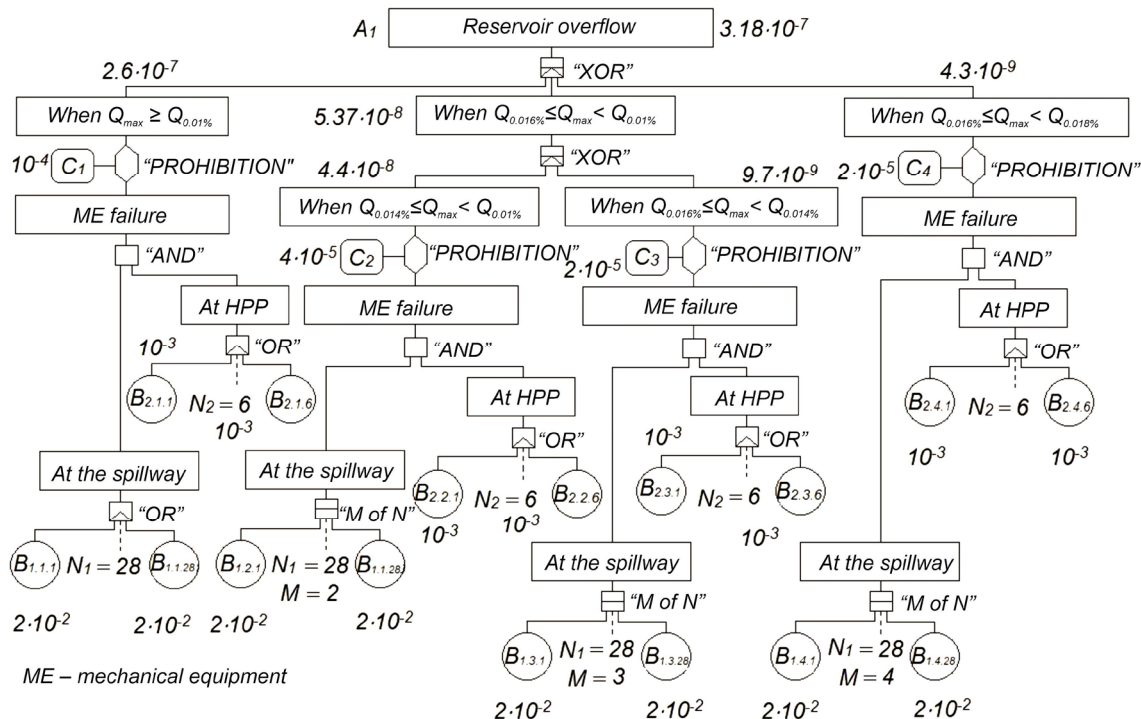 A₁ Reservoir overflow 3.18·10⁻⁷
"XOR"
2.6·10⁻⁷
4.3·10⁻⁹
When Qmax ≥ Q0.01%
5.37·10⁻⁸
When Q0.016%≤Qmax< Q0.01%
When Q0.016%≤Qmax< Q0.018%
10⁻⁴ C₁ "PROHIBITION"
"XOR"
2·10⁻⁵ C₄ "PROHIBITION"
4.4·10⁻⁸
9.7·10⁻⁹
ME failure
When Q0.014%≤Qmax< Q0.01%
When Q0.016%≤Qmax< Q0.014%
ME failure
"AND"
4·10⁻⁵ C₂ "PROHIBITION"
2·10⁻⁵ C₃ "PROHIBITION"
"AND"
At HPP
ME failure
ME failure
At HPP
"OR"
"AND"
"AND"
"OR"
10⁻³
B2.1.1 N₂ = 6 B2.1.6
10⁻³
At HPP
At HPP
B2.4.1 N₂ = 6 B2.4.6
10⁻³ 10⁻³
"OR"
10⁻³
"OR"
At the spillway
At the spillway
B2.2.1 N₂ = 6 B2.2.6
10⁻³ 10⁻³
B2.3.1 N₂ = 6 B2.3.6
10⁻³
"OR"
"M of N"
B1.1.1 N₁ = 28 B1.1.28
B1.2.1 N₁ = 28 B1.1.28
M = 2
At the spillway
At the spillway
2·10⁻² 2·10⁻² 2·10⁻² 2·10⁻²
"M of N"
"M of N"
B1.3.1 N₁ = 28 B1.3.28
M = 3
B1.4.1 N₁ = 28 B1.4.28
M = 4
ME – mechanical equipment
2·10⁻² 2·10⁻² 2·10⁻² 2·10⁻²